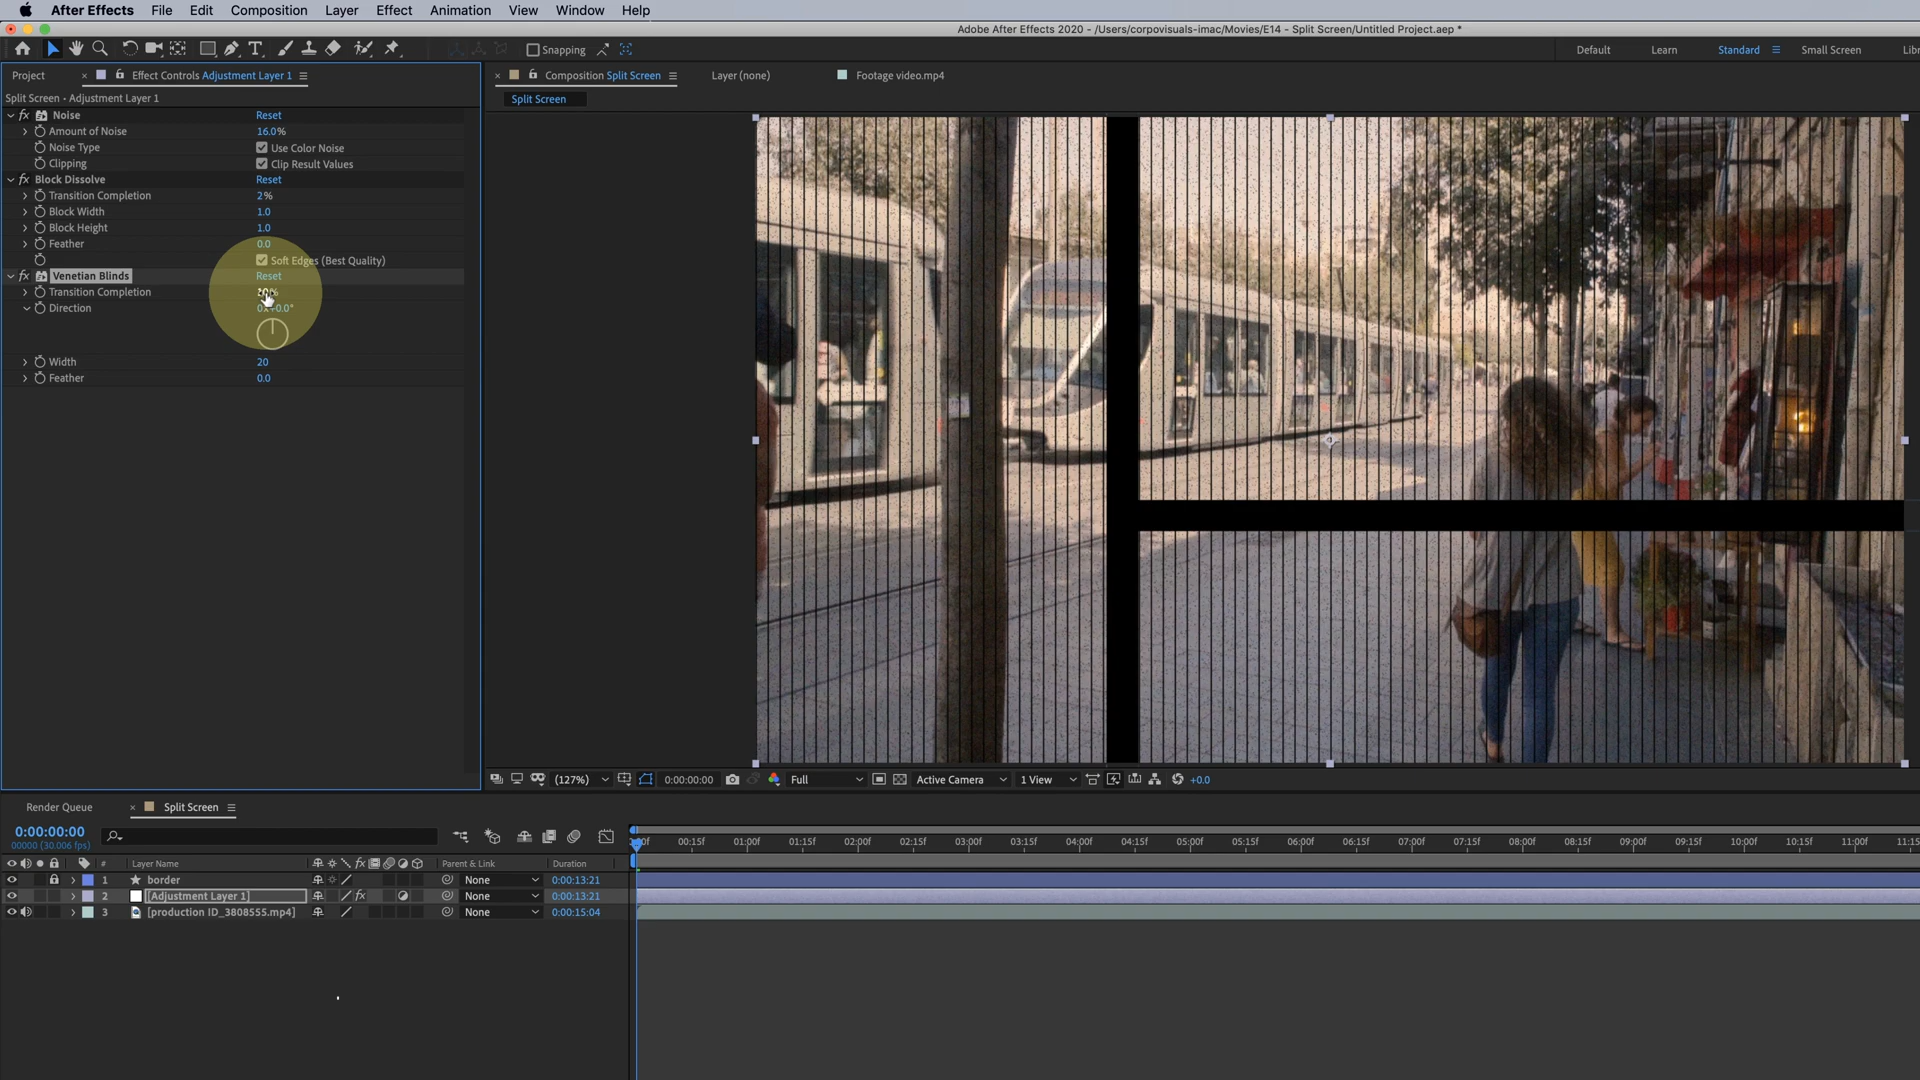 After Effects File Edit Composition Layer Effect Animation View Window Help
Adobe After Effects 2020 - /Users/corpovisuals-imac/Movies/E14 - Split Screen/Untitled Project.aep *
Snapping
Default Learn Standard Small Screen Libr
Project Effect Controls Adjustment Layer 1
Composition Split Screen Layer (none) Footage video.mp4
Split Screen • Adjustment Layer 1
Split Screen
fx Noise Reset
Amount of Noise 16.0%
Noise Type Use Color Noise
Clipping Clip Result Values
fx Block Dissolve Reset
Transition Completion 2%
Block Width 1.0
Block Height 1.0
Feather 0.0
Soft Edges (Best Quality)
fx Venetian Blinds Reset
Transition Completion
Direction
Width 20
Feather 0.0
(127%) 0:00:00:00 Full Active Camera 1 View +0.0
Render Queue Split Screen
0:00:00:00
00000 (30.006 fps)
00:15f 01:00f 01:15f 02:00f 02:15f 03:00f 03:15f 04:00f 04:15f 05:00f 05:15f 06:00f 06:15f 07:00f 07:15f 08:00f 08:15f 09:00f 09:15f 10:00f 10:15f 11:00f 11:15
# Layer Name fx Parent & Link Duration
1 border None 0:00:13:21
2 [Adjustment Layer 1] fx None 0:00:13:21
3 [production ID_3808555.mp4] None 0:00:15:04